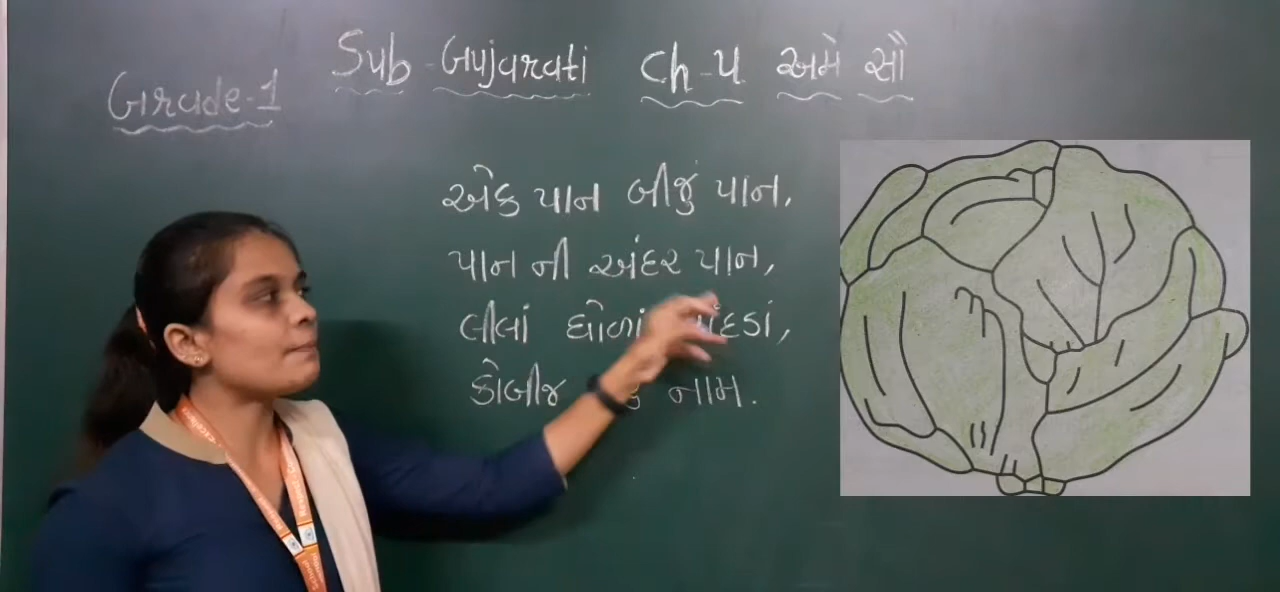 Grade-1 Sub-Gujarati Ch-૫ અમે સૌ
એક પાન બીજું પાન,
પાન ની અંદર પાન,
લીલાં ધોળાં
કોબીજ નામ.